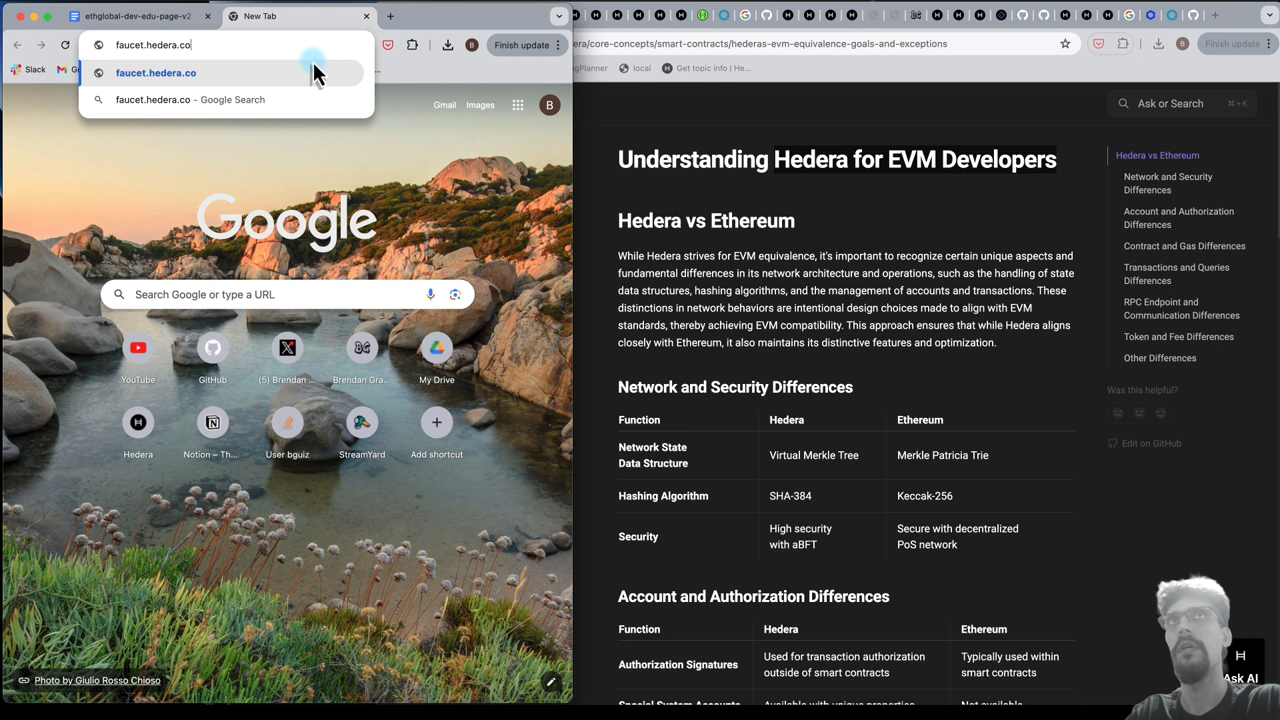 ethglobal-dev-edu-page-v2
New Tab
faucet.hedera.co
Finish update
Slack
faucet.hedera.co
faucet.hedera.co - Google Search
Gmail
Images
B
Google
Search Google or type a URL
YouTube
GitHub
(5) Brendan ...
Brendan Gra...
My Drive
Hedera
Notion – Th...
User bguiz
StreamYard
Add shortcut
Photo by Giulio Rosso Chioso
era/core-concepts/smart-contracts/hederas-evm-equivalence-goals-and-exceptions
Finish update
ngPlanner
local
Get topic info | He...
Ask or Search
⌘+K
Understanding Hedera for EVM Developers
Hedera vs Ethereum
While Hedera strives for EVM equivalence, it's important to recognize certain unique aspects and
fundamental differences in its network architecture and operations, such as the handling of state
data structures, hashing algorithms, and the management of accounts and transactions. These
distinctions in network behaviors are intentional design choices made to align with EVM
standards, thereby achieving EVM compatibility. This approach ensures that while Hedera aligns
closely with Ethereum, it also maintains its distinctive features and optimization.
Network and Security Differences
Function Hedera Ethereum
Network State
Data Structure
Virtual Merkle Tree
Merkle Patricia Trie
Hashing Algorithm SHA-384 Keccak-256
Security
High security
with aBFT
Secure with decentralized
PoS network
Account and Authorization Differences
Function Hedera Ethereum
Authorization Signatures
Used for transaction authorization
outside of smart contracts
Typically used within
smart contracts
Special System Accounts Available with unique properties Not available
Hedera vs Ethereum
Network and Security
Differences
Account and Authorization
Differences
Contract and Gas Differences
Transactions and Queries
Differences
RPC Endpoint and
Communication Differences
Token and Fee Differences
Other Differences
Was this helpful?
Edit on GitHub
H
Ask AI